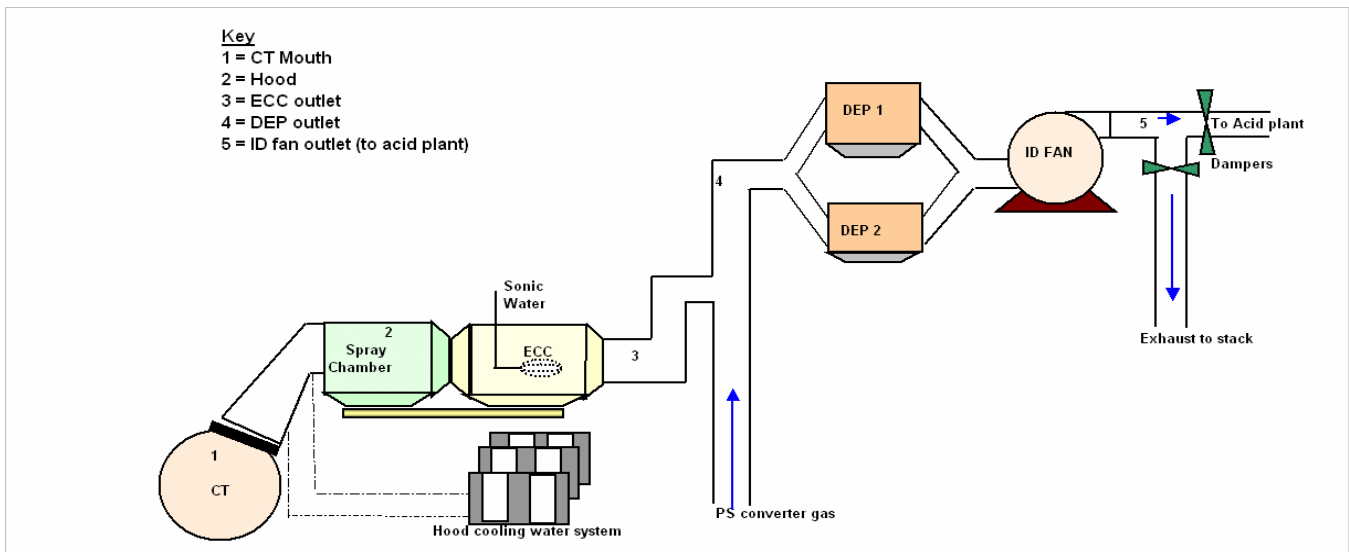 Key
1 = CT Mouth
2 = Hood
3 = ECC outlet
4 = DEP outlet
5 = ID fan outlet (to acid plant)
DEP 1
5
To Acid plant
ID FAN
Dampers
4
DEP 2
Sonic
Water
2
Spray
Chamber
ECC
3
Exhaust to stack
1
CT
PS converter gas
Hood cooling water system